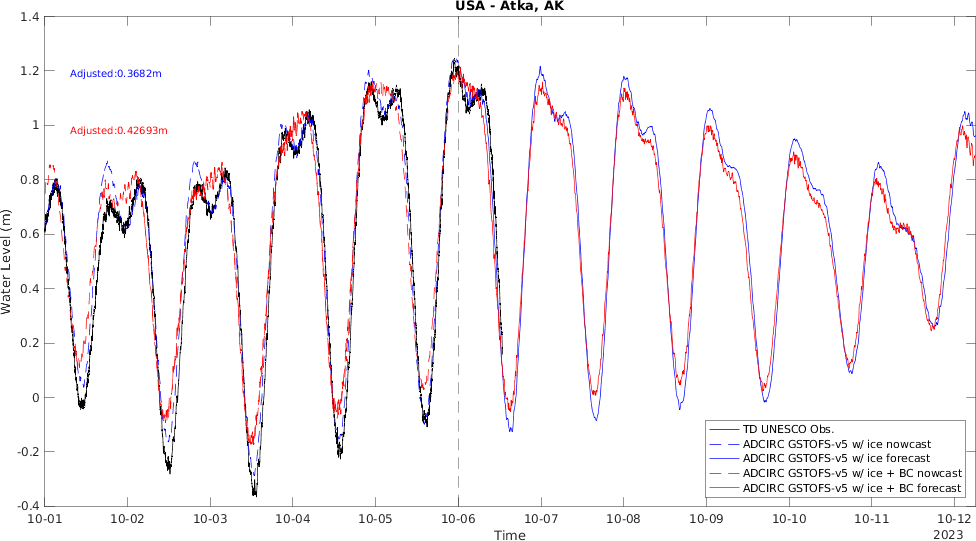 USA - Atka, AK
1.4
1.2
1
0.8
0.6
0.4
0.2
0
-0.2
-0.4
Water Level (m)
Adjusted:0.3682m
Adjusted:0.42693m
TD UNESCO Obs.
ADCIRC GSTOFS-v5 w/ ice nowcast
ADCIRC GSTOFS-v5 w/ ice forecast
ADCIRC GSTOFS-v5 w/ ice + BC nowcast
ADCIRC GSTOFS-v5 w/ ice + BC forecast
10-01 10-02 10-03 10-04 10-05 10-06 10-07 10-08 10-09 10-10 10-11 10-12
2023
Time